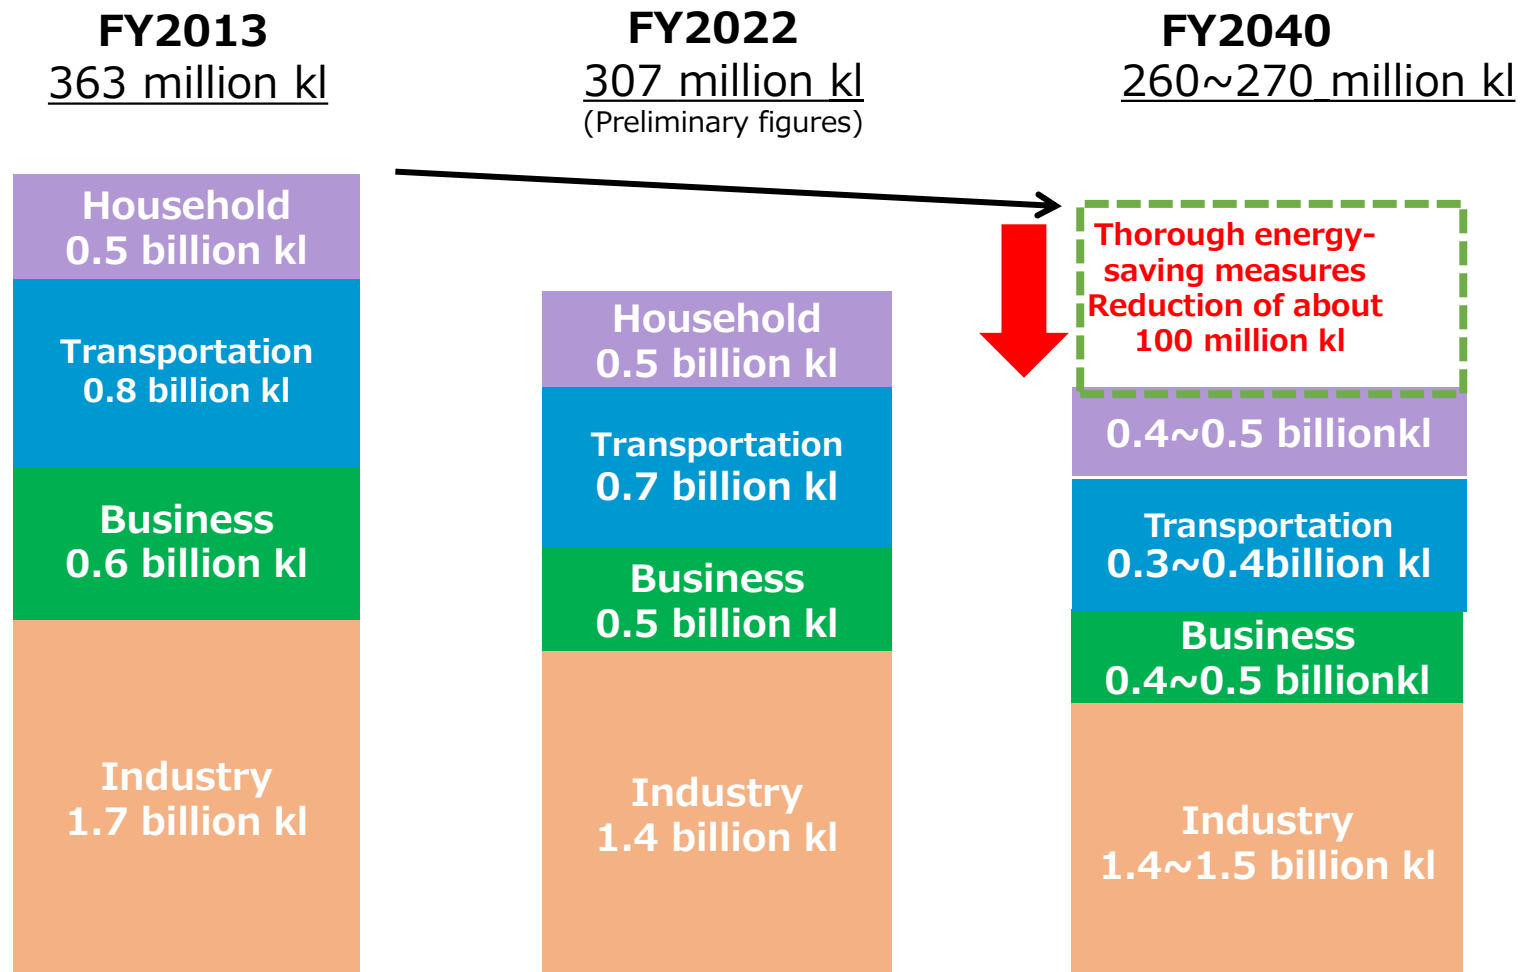 FY2013
363 million kl
Household
0.5 billion kl
Transportation
0.8 billion kl
Business
0.6 billion kl
Industry
1.7 billion kl
FY2022
307 million kl
(Preliminary figures)
Household
0.5 billion kl
Transportation
0.7 billion kl
Business
0.5 billion kl
Industry
1.4 billion kl
FY2040
260~270 million kl
Thorough energy-
saving measures
Reduction of about
100 million kl
0.4~0.5 billionkl
Transportation
0.3~0.4billion kl
Business
0.4~0.5 billionkl
Industry
1.4~1.5 billion kl